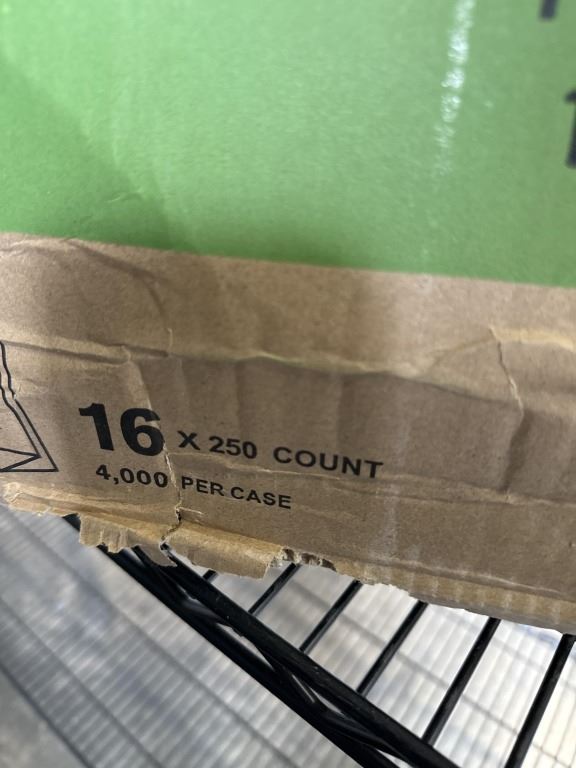 16 x 250 COUNT
4,000 PER CASE